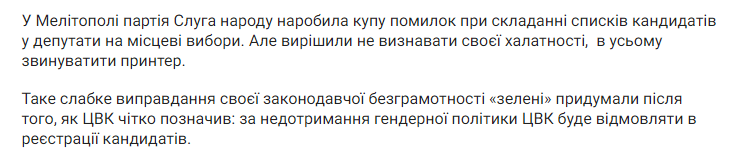 У Мелітополі партія Слуга народу наробила купу помилок при складанні списків кандидатів
у депутати на місцеві вибори. Але вирішили не визнавати своєї халатності,  в усьому
звинуватити принтер.
Таке слабке виправдання своєї законодавчої безграмотності «зелені» придумали після
того, як ЦВК чітко позначив: за недотримання гендерної політики ЦВК буде відмовляти в
реєстрації кандидатів.